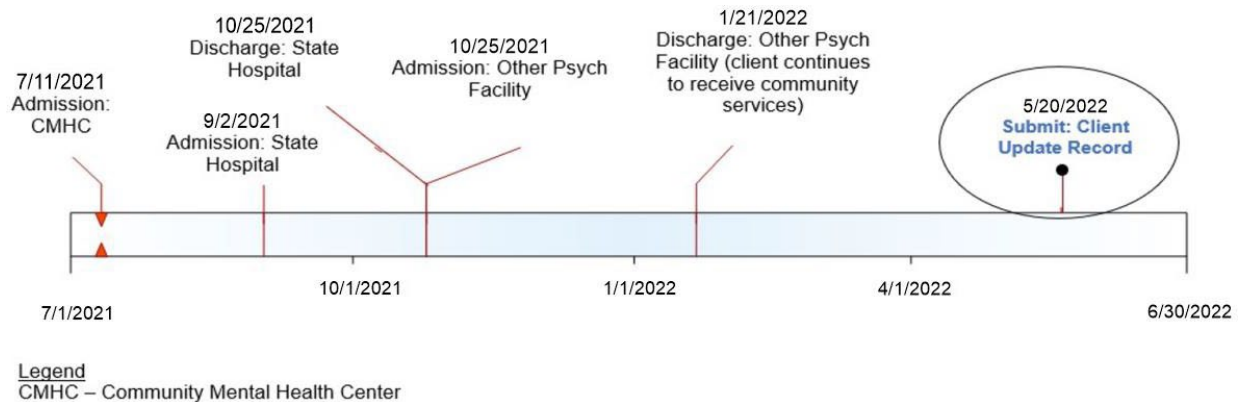 7/11/2021
Admission:
CMHC
10/25/2021
Discharge: State
Hospital
9/2/2021
Admission: State
Hospital
10/25/2021
Admission: Other Psych
Facility
1/21/2022
Discharge: Other Psych
Facility (client continues
to receive community
services)
5/20/2022
Submit: Client
Update Record
7/1/2021
10/1/2021
1/1/2022
4/1/2022
6/30/2022
Legend
CMHC – Community Mental Health Center